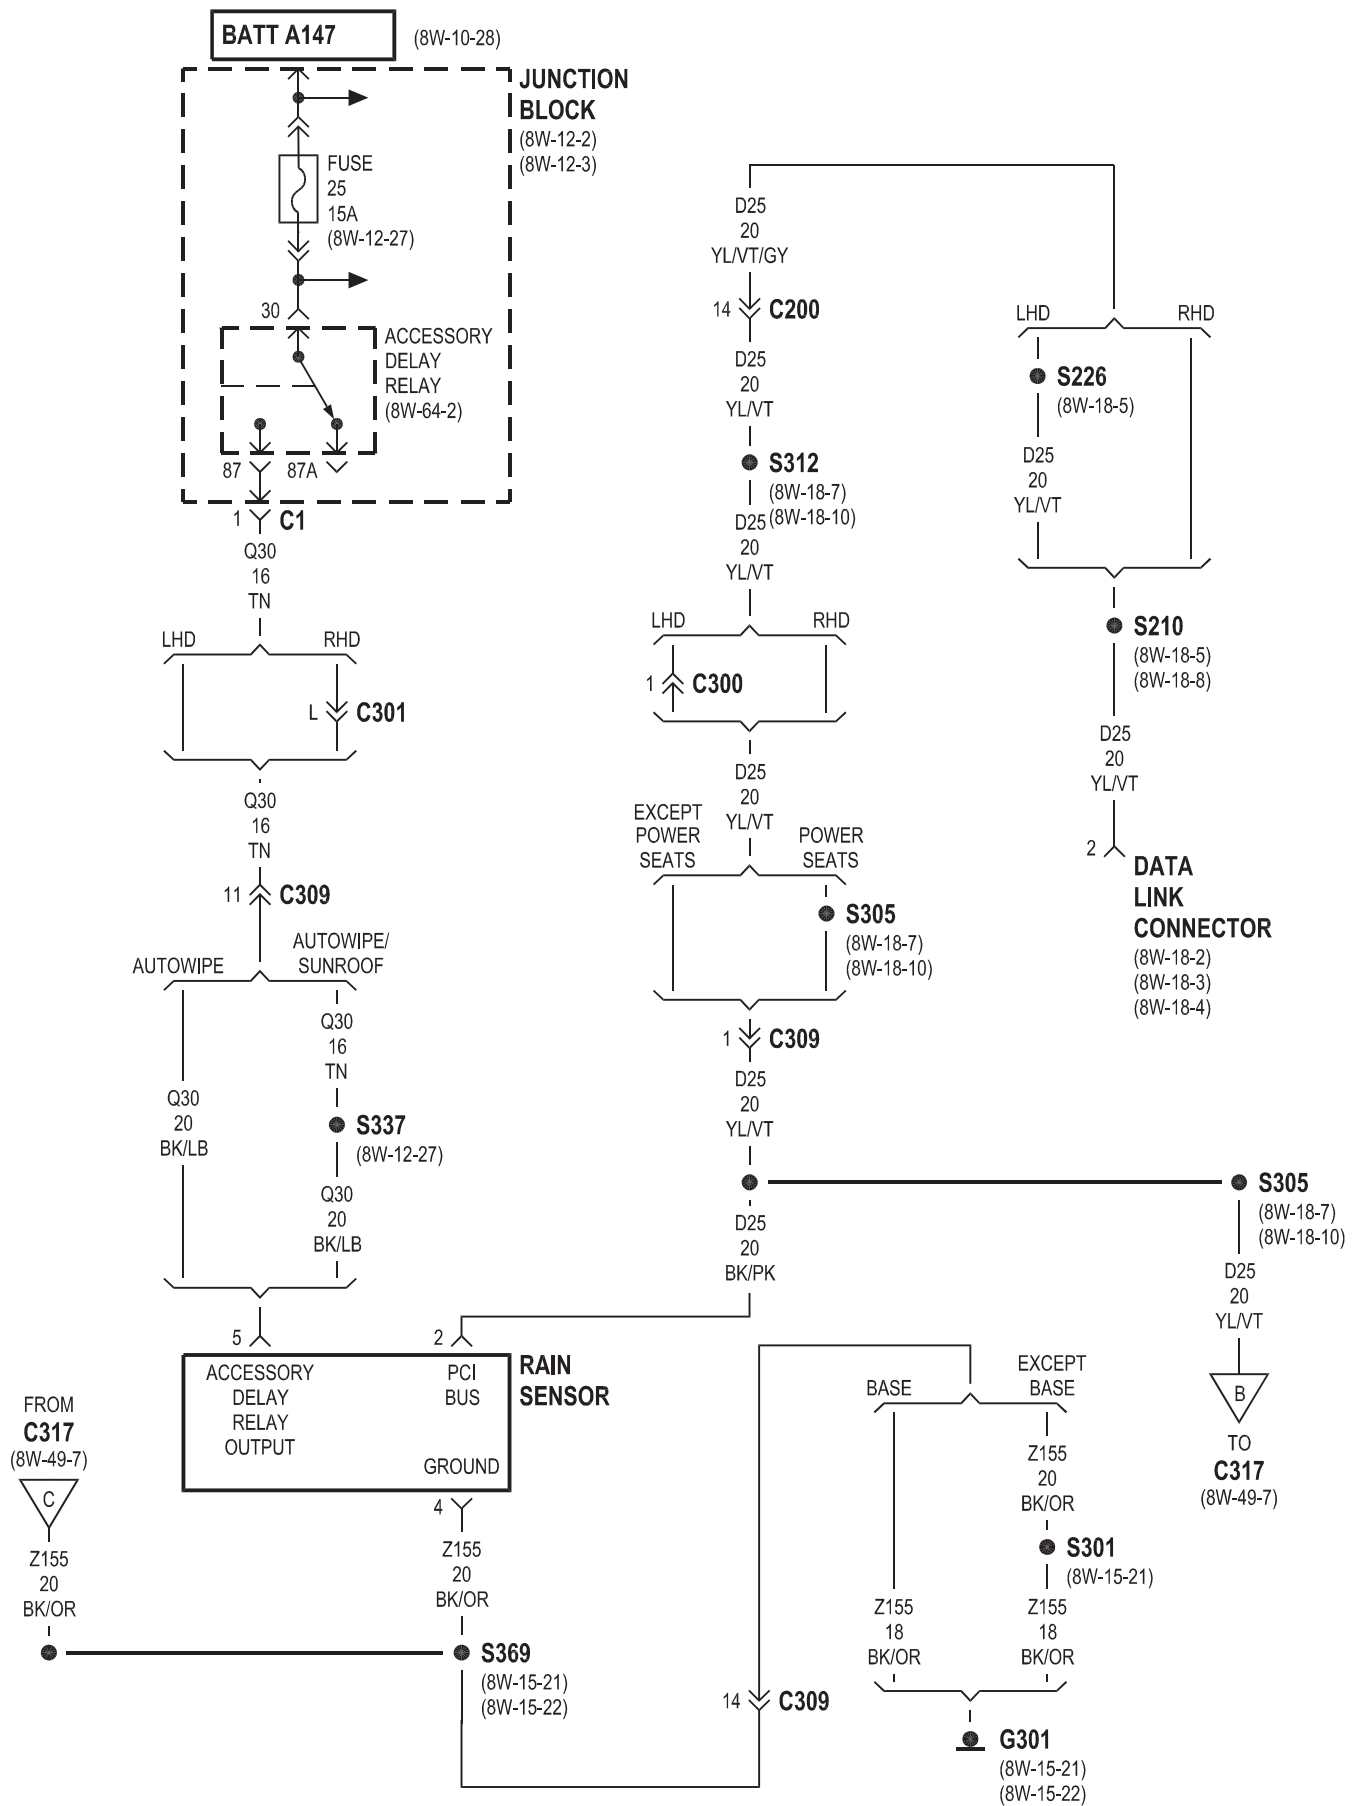 BATT A147
(8W-10-28)
JUNCTION
BLOCK
(8W-12-2)
(8W-12-3)
FUSE
25
15A
(8W-12-27)
30
ACCESSORY
DELAY
RELAY
(8W-64-2)
87
87A
1
C1
Q30
16
TN
LHD
RHD
L
C301
Q30
16
TN
11
C309
AUTOWIPE
AUTOWIPE/
SUNROOF
Q30
16
TN
Q30
20
BK/LB
S337
(8W-12-27)
Q30
20
BK/LB
5
2
ACCESSORY
DELAY
RELAY
OUTPUT
PCI
BUS
GROUND
RAIN
SENSOR
4
FROM
C317
(8W-49-7)
C
Z155
20
BK/OR
Z155
20
BK/OR
S369
(8W-15-21)
(8W-15-22)
D25
20
YL/VT/GY
14
C200
D25
20
YL/VT
S312
(8W-18-7)
(8W-18-10)
D25
20
YL/VT
LHD
RHD
1
C300
D25
20
YL/VT
EXCEPT
POWER
SEATS
POWER
SEATS
S305
(8W-18-7)
(8W-18-10)
1
C309
D25
20
YL/VT
D25
20
BK/PK
LHD
RHD
S226
(8W-18-5)
D25
20
YL/VT
S210
(8W-18-5)
(8W-18-8)
D25
20
YL/VT
2
DATA
LINK
CONNECTOR
(8W-18-2)
(8W-18-3)
(8W-18-4)
S305
(8W-18-7)
(8W-18-10)
D25
20
YL/VT
B
TO
C317
(8W-49-7)
BASE
EXCEPT
BASE
Z155
20
BK/OR
S301
(8W-15-21)
Z155
18
BK/OR
Z155
18
BK/OR
14
C309
G301
(8W-15-21)
(8W-15-22)